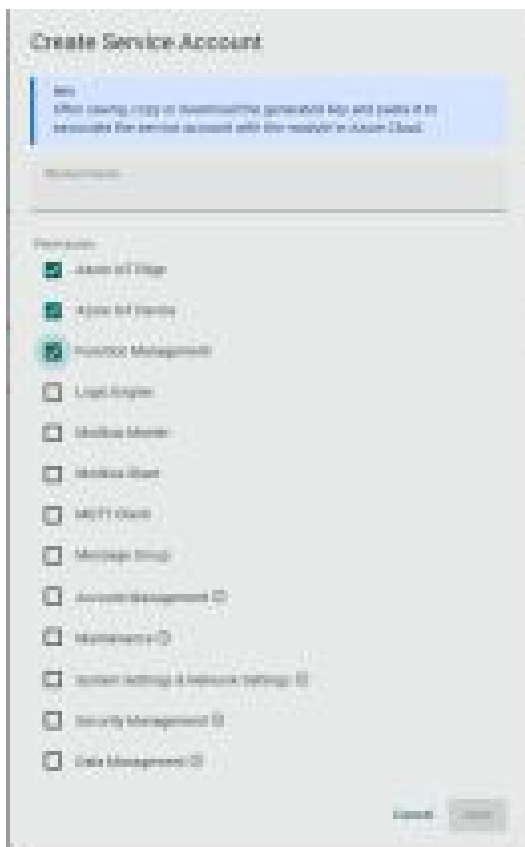 Create Service Account
After saving, copy or download the generated key and paste it to
associate the service account with the module in Azure Cloud.
Azure IoT Edge
Azure IoT Device
Function Management
Logic Engine
Modbus Master
Modbus Slave
MQTT Client
Message Group
Account Management
Maintenance
System Settings & Network Settings
Security Management
Data Management